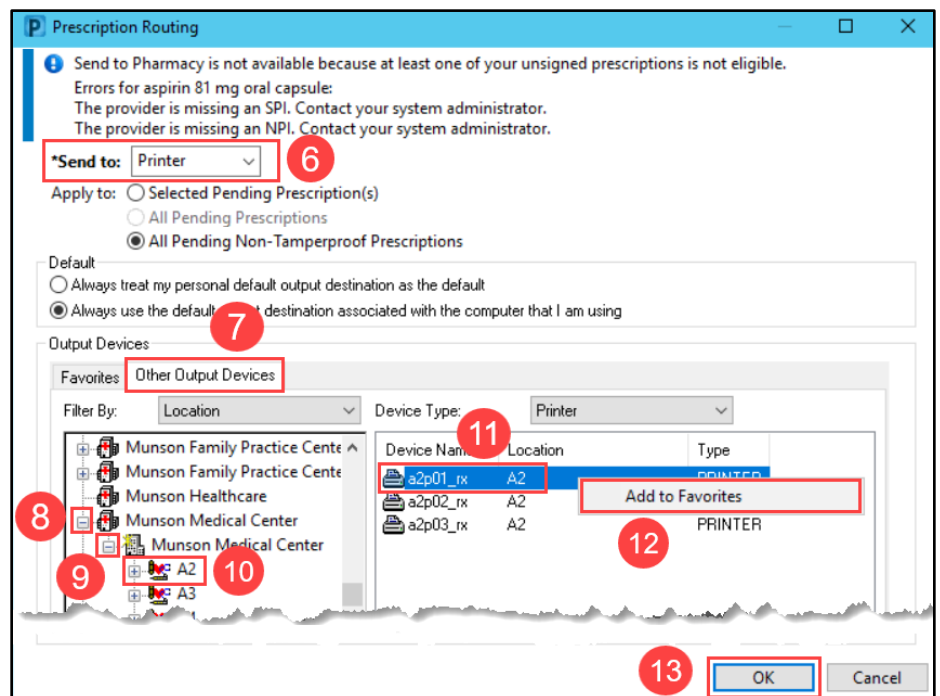 Prescription Routing
Send to Pharmacy is not available because at least one of your unsigned prescriptions is not eligible.
Errors for aspirin 81 mg oral capsule:
The provider is missing an SPI. Contact your system administrator.
The provider is missing an NPI. Contact your system administrator.
*Send to: Printer 6
Apply to: Selected Pending Prescription(s)
All Pending Prescriptions
All Pending Non-Tamperproof Prescriptions
Default
Always treat my personal default output destination as the default
Always use the default destination associated with the computer that I am using
7
Output Devices
Favorites Other Output Devices
Filter By: Location Device Type: Printer
11
Munson Family Practice Cente Device Location Type
Munson Family Practice Cente a2p01_rx A2 PRINTER
Munson Healthcare a2p02_rx A2 Add to Favorites
8 Munson Medical Center a2p03_rx A2 PRINTER
9 Munson Medical Center 12
A2 10
A3
13 OK Cancel